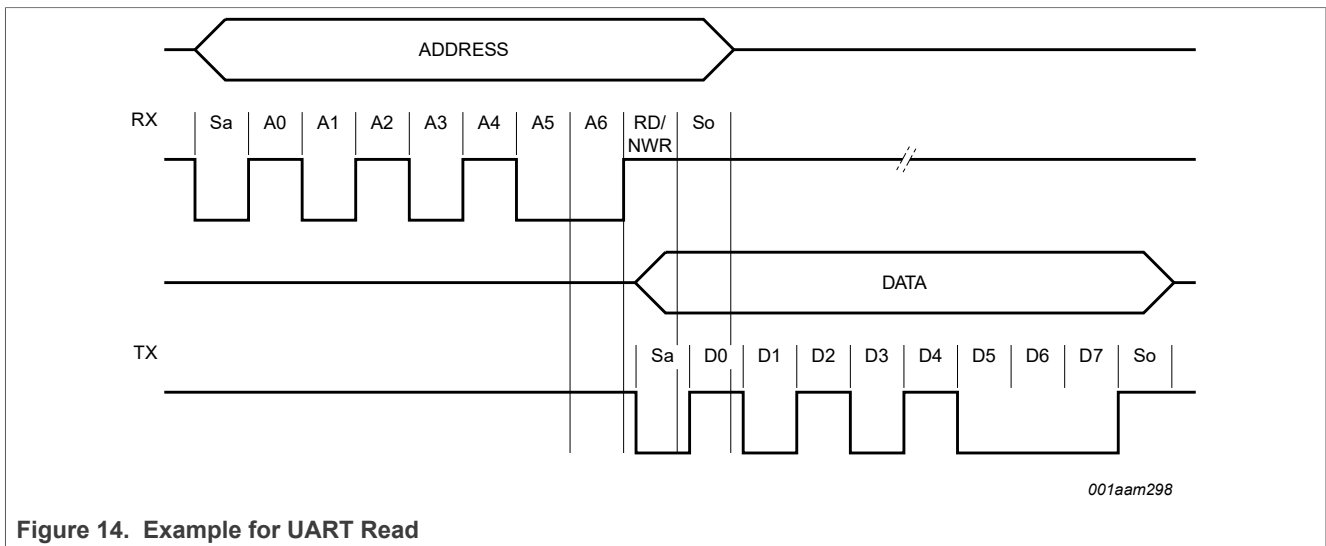 ADDRESS
RX Sa A0 A1 A2 A3 A4 A5 A6 RD/ So
NWR
DATA
TX Sa D0 D1 D2 D3 D4 D5 D6 D7 So
001aam298
Figure 14. Example for UART Read